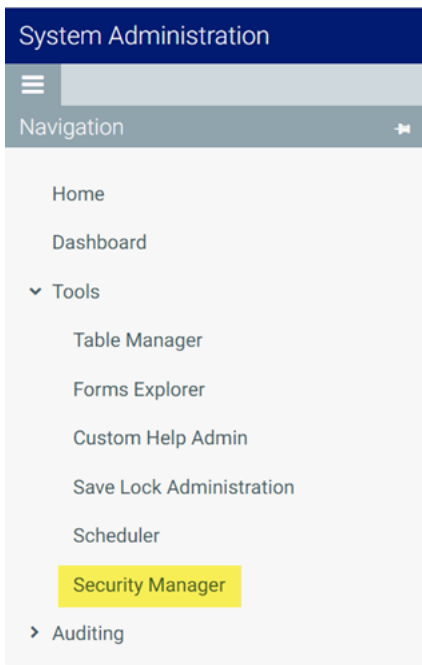 System Administration
Navigation
Home
Dashboard
Tools
Table Manager
Forms Explorer
Custom Help Admin
Save Lock Administration
Scheduler
Security Manager
Auditing